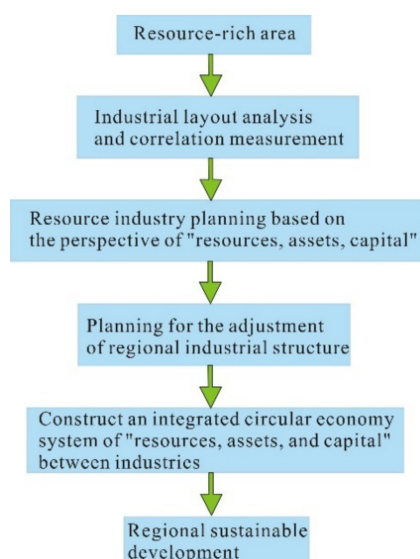 Resource-rich area
Industrial layout analysis
and correlation measurement
Resource industry planning based on
the perspective of "resources, assets, capital"
Planning for the adjustment
of regional industrial structure
Construct an integrated circular economy
system of "resources, assets, and capital"
between industries
Regional sustainable
development